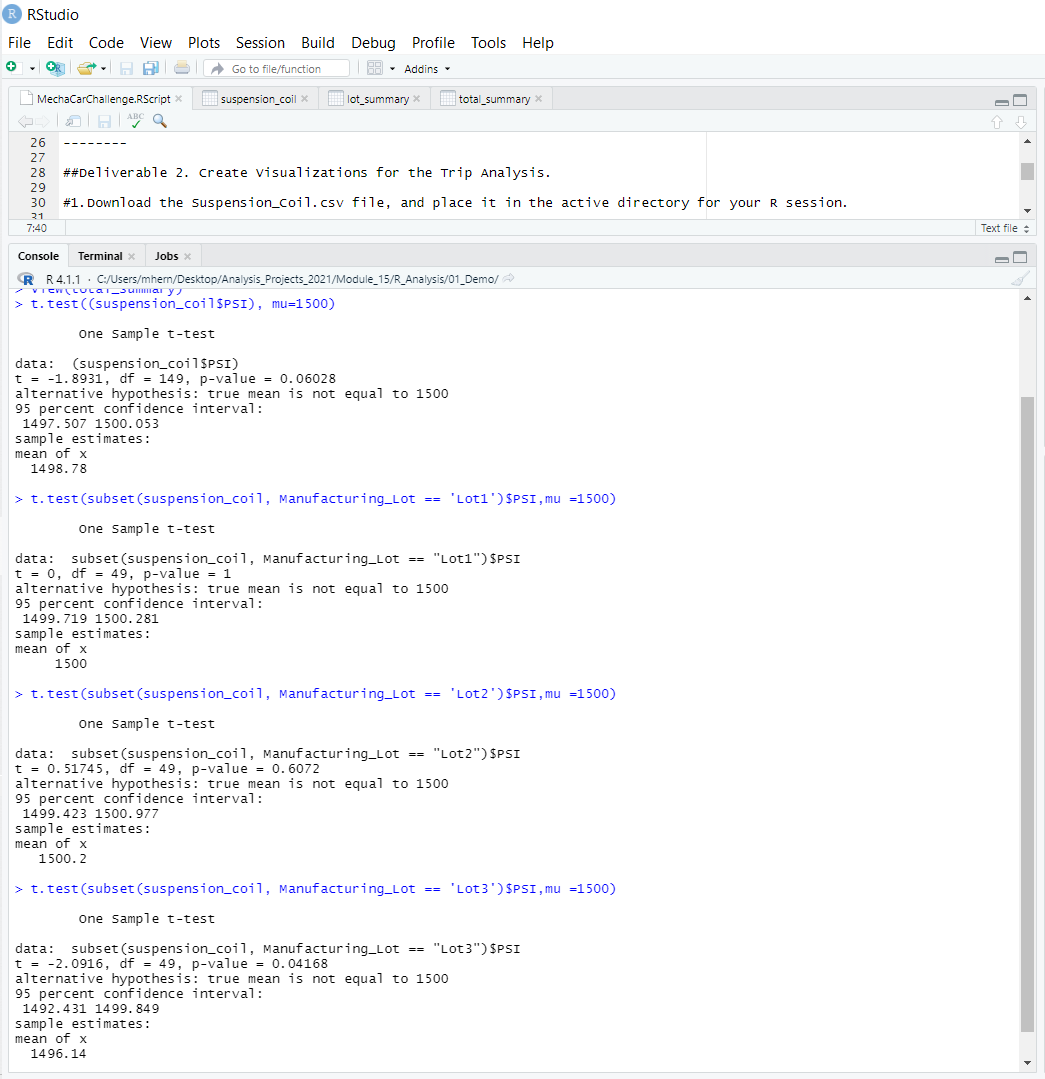 RStudio
File Edit Code View Plots Session Build Debug Profile Tools Help
Go to file/function Addins
MechaCarChallenge.RScript suspension_coil lot_summary total_summary
ABC
26 --------
27
28 ##Deliverable 2. Create Visualizations for the Trip Analysis.
29
30 #1.Download the Suspension_Coil.csv file, and place it in the active directory for your R session.
31
7:40 Text file
Console Terminal Jobs
R 4.1.1 · C:/Users/mhern/Desktop/Analysis_Projects_2021/Module_15/R_Analysis/01_Demo/
> View(total_summary)
> t.test((suspension_coil$PSI), mu=1500)
One Sample t-test
data:  (suspension_coil$PSI)
t = -1.8931, df = 149, p-value = 0.06028
alternative hypothesis: true mean is not equal to 1500
95 percent confidence interval:
1497.507 1500.053
sample estimates:
mean of x
1498.78
> t.test(subset(suspension_coil, Manufacturing_Lot == 'Lot1')$PSI,mu =1500)
One Sample t-test
data:  subset(suspension_coil, Manufacturing_Lot == "Lot1")$PSI
t = 0, df = 49, p-value = 1
alternative hypothesis: true mean is not equal to 1500
95 percent confidence interval:
1499.719 1500.281
sample estimates:
mean of x
1500
> t.test(subset(suspension_coil, Manufacturing_Lot == 'Lot2')$PSI,mu =1500)
One Sample t-test
data:  subset(suspension_coil, Manufacturing_Lot == "Lot2")$PSI
t = 0.51745, df = 49, p-value = 0.6072
alternative hypothesis: true mean is not equal to 1500
95 percent confidence interval:
1499.423 1500.977
sample estimates:
mean of x
1500.2
> t.test(subset(suspension_coil, Manufacturing_Lot == 'Lot3')$PSI,mu =1500)
One Sample t-test
data:  subset(suspension_coil, Manufacturing_Lot == "Lot3")$PSI
t = -2.0916, df = 49, p-value = 0.04168
alternative hypothesis: true mean is not equal to 1500
95 percent confidence interval:
1492.431 1499.849
sample estimates:
mean of x
1496.14